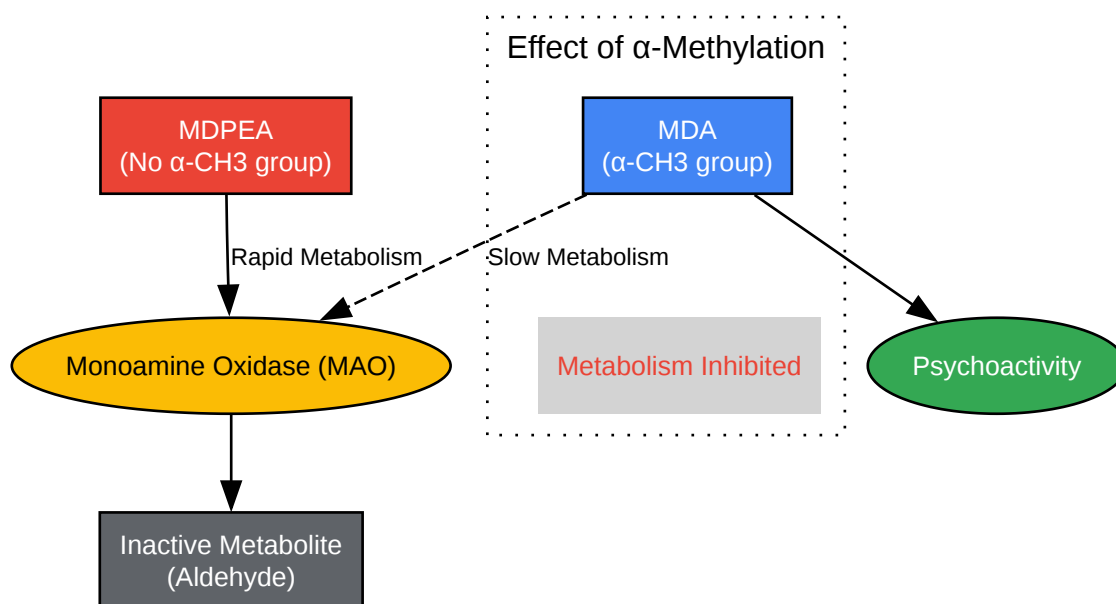 Effect of α-Methylation
MDPEA
(No α-CH3 group)
MDA
(α-CH3 group)
Rapid Metabolism
Slow Metabolism
Monoamine Oxidase (MAO)
Metabolism Inhibited
Psychoactivity
Inactive Metabolite
(Aldehyde)